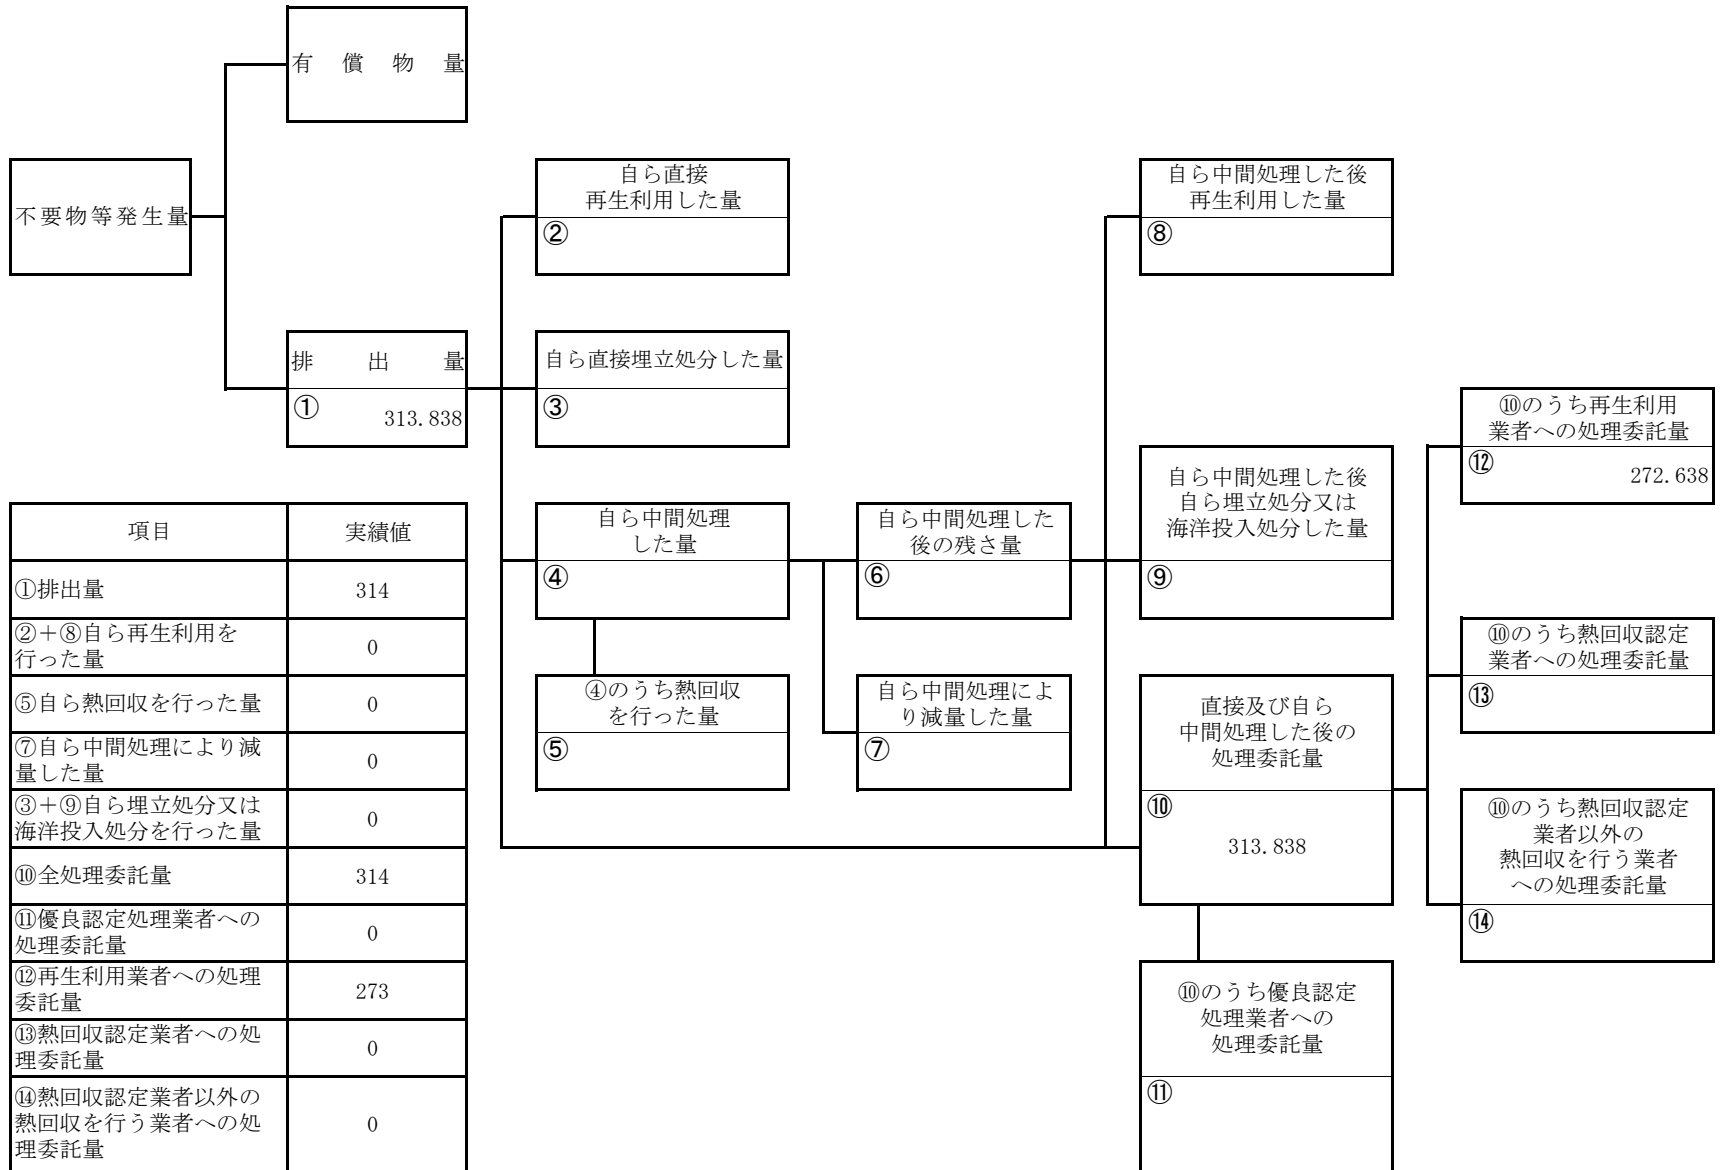 有償物量
不要物等発生量
排出量
①
313.838
自ら直接
再生利用した量
②
自ら直接埋立処分した量
③
自ら中間処理
した量
④
④のうち熱回収
を行った量
⑤
自ら中間処理した
後の残さ量
⑥
自ら中間処理によ
り減量した量
⑦
自ら中間処理した後
再生利用した量
⑧
自ら中間処理した後
自ら埋立処分又は
海洋投入処分した量
⑨
直接及び自ら
中間処理した後の
処理委託量
⑩
313.838
⑩のうち優良認定
処理業者への
処理委託量
⑪
⑩のうち再生利用
業者への処理委託量
⑫
272.638
⑩のうち熱回収認定
業者への処理委託量
⑬
⑩のうち熱回収認定
業者以外の
熱回収を行う業者
への処理委託量
⑭
項目 実績値
①排出量 314
②+⑧自ら再生利用を
行った量 0
⑤自ら熱回収を行った量 0
⑦自ら中間処理により減
量した量 0
③+⑨自ら埋立処分又は
海洋投入処分を行った量 0
⑩全処理委託量 314
⑪優良認定処理業者への
処理委託量 0
⑫再生利用業者への処理
委託量 273
⑬熱回収認定業者への処
理委託量 0
⑭熱回収認定業者以外の
熱回収を行う業者への処
理委託量 0